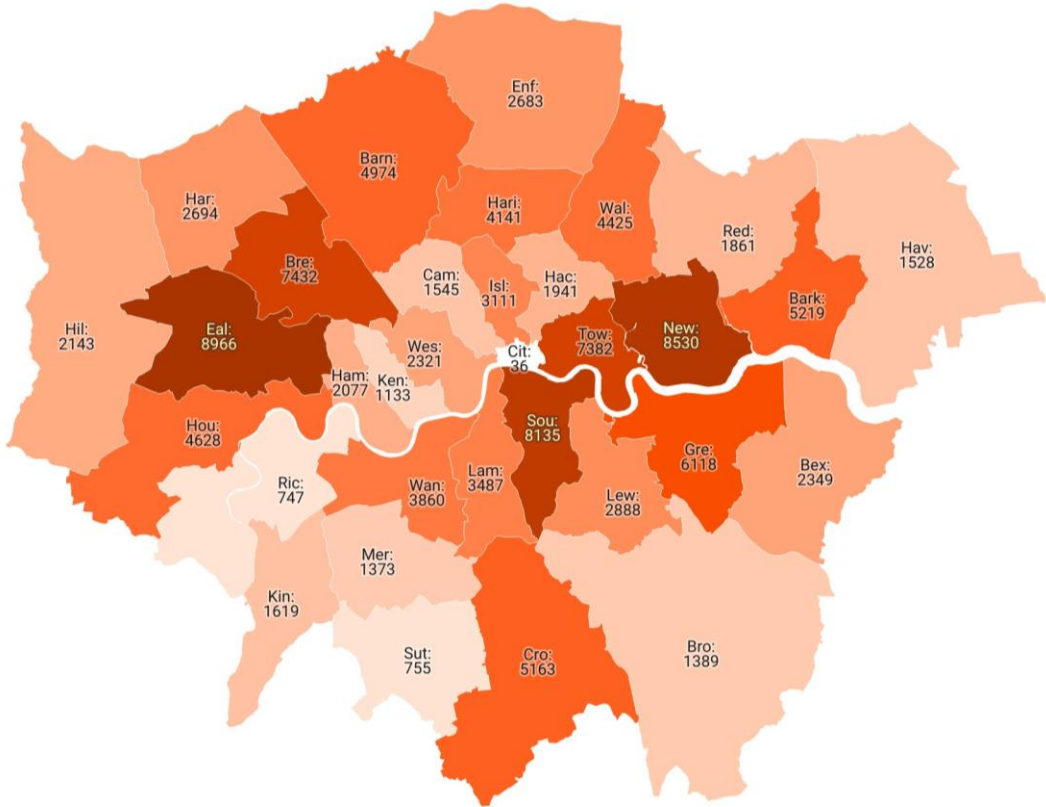 Enf:
2683
Barn:
4974
Har:
2694
Hari:
4141
Wal:
4425
Red:
1861
Hav:
1528
Bre:
7432
Cam:
1545
Isl:
3111
Hac:
1941
Bark:
5219
Hil:
2143
Eal:
8966
New:
8530
Tow:
7382
Wes:
2321
Cit:
36
Ham:
2077
Ken:
1133
Hou:
4628
Sou:
8135
Gre:
6118
Bex:
2349
Ric:
747
Wan:
3860
Lam:
3487
Lew:
2888
Mer:
1373
Kin:
1619
Sut:
755
Cro:
5163
Bro:
1389